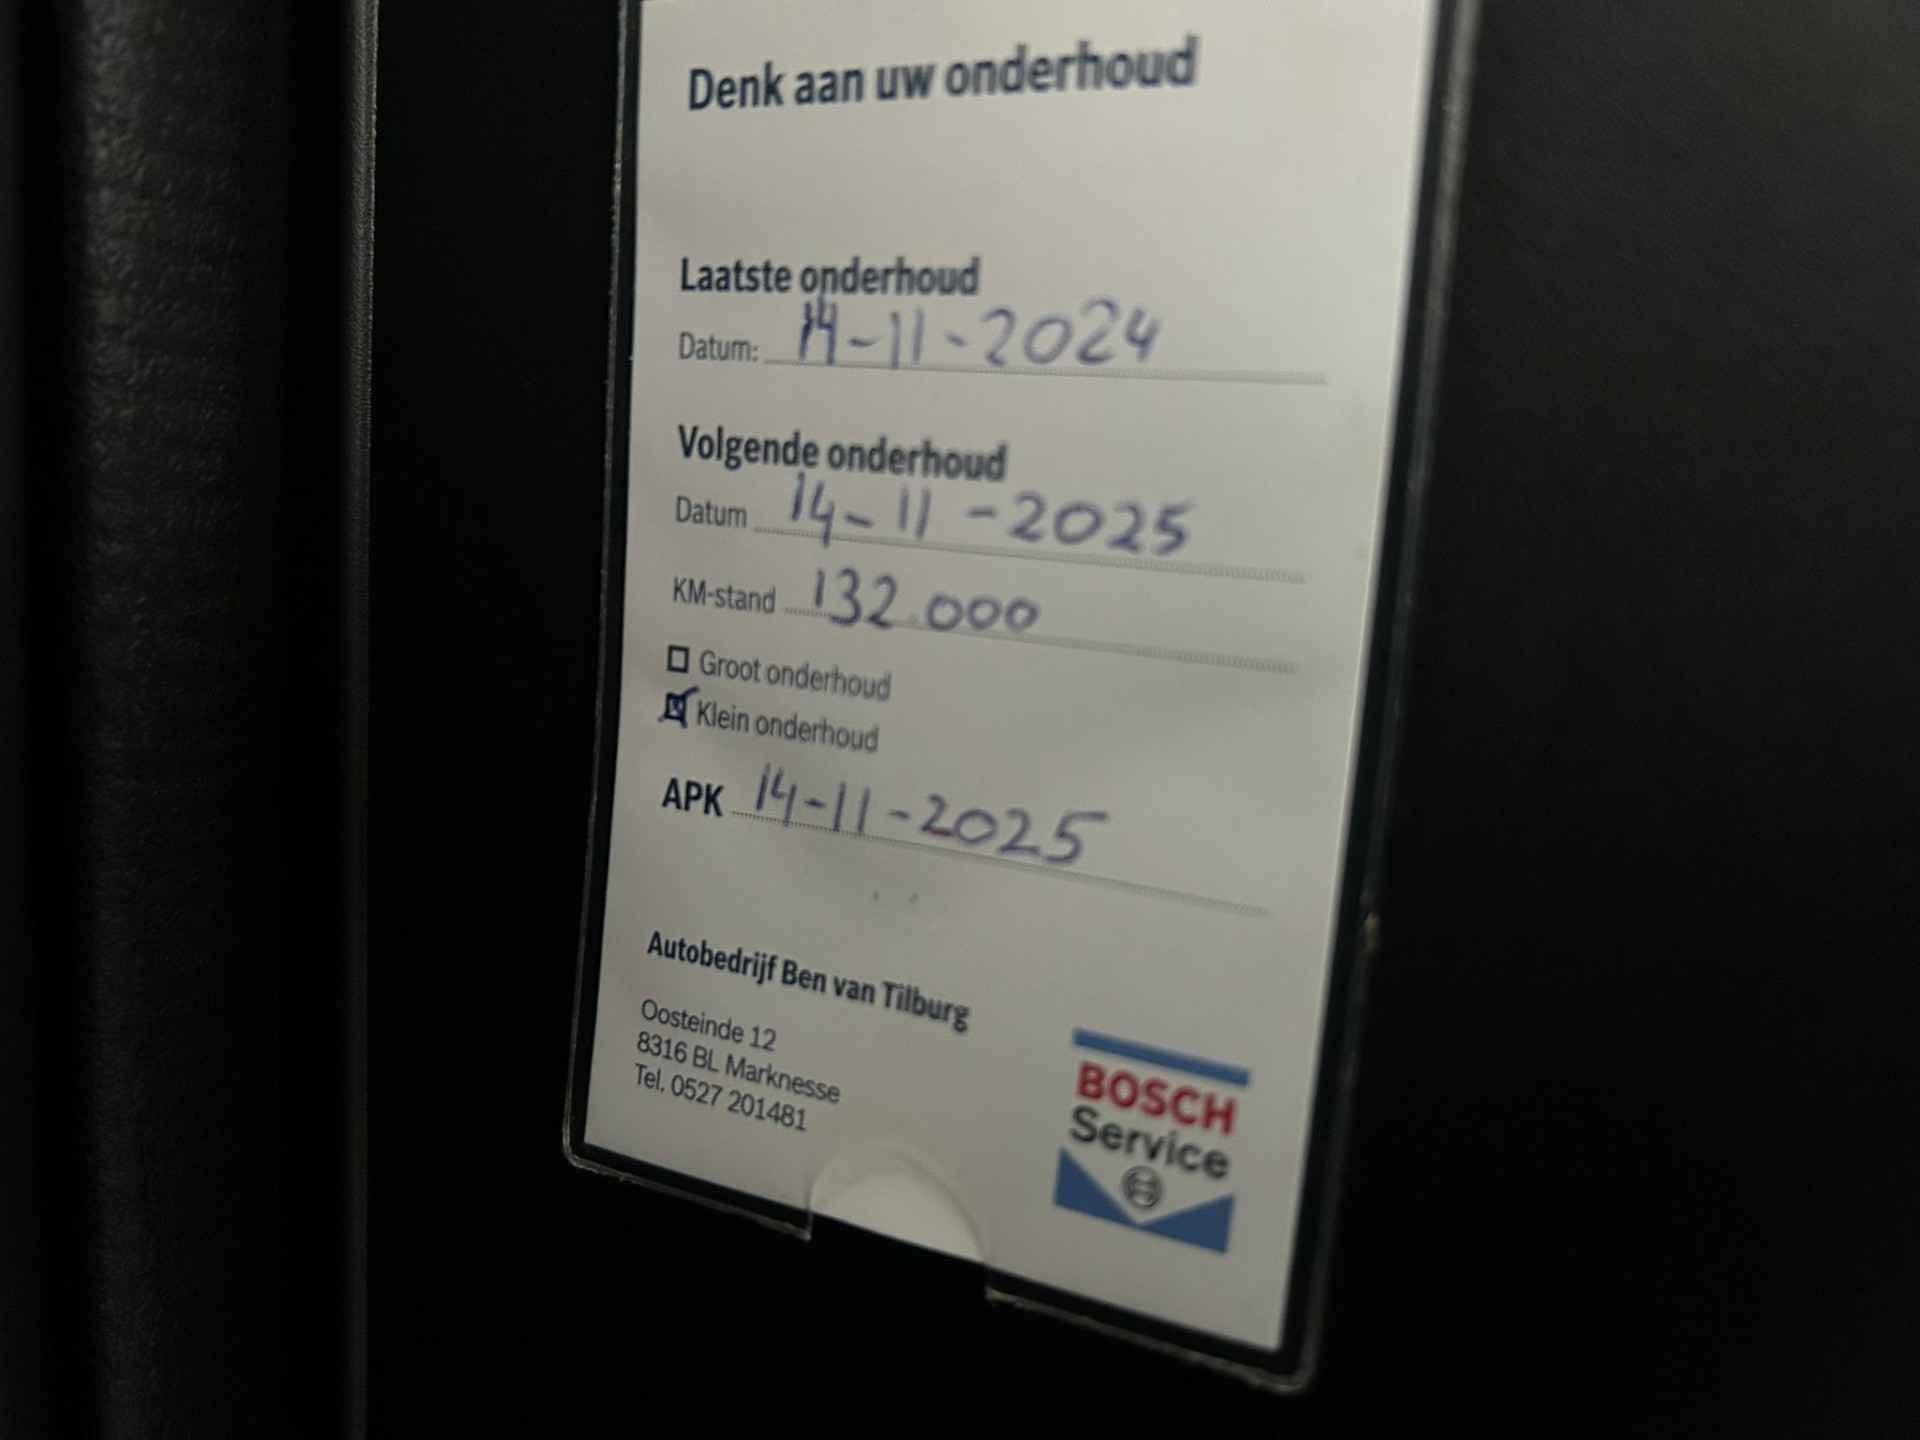 Denk aan uw onderhoud
Laatste onderhoud
Datum: 14-11-2024
Volgende onderhoud
Datum 14-11-2025
KM-stand 132.000
Groot onderhoud
Klein onderhoud
APK 14-11-2025
Autobedrijf Ben van Tilburg
Oosteinde 12
8316 BL Marknesse
Tel. 0527 201481
BOSCH
Service